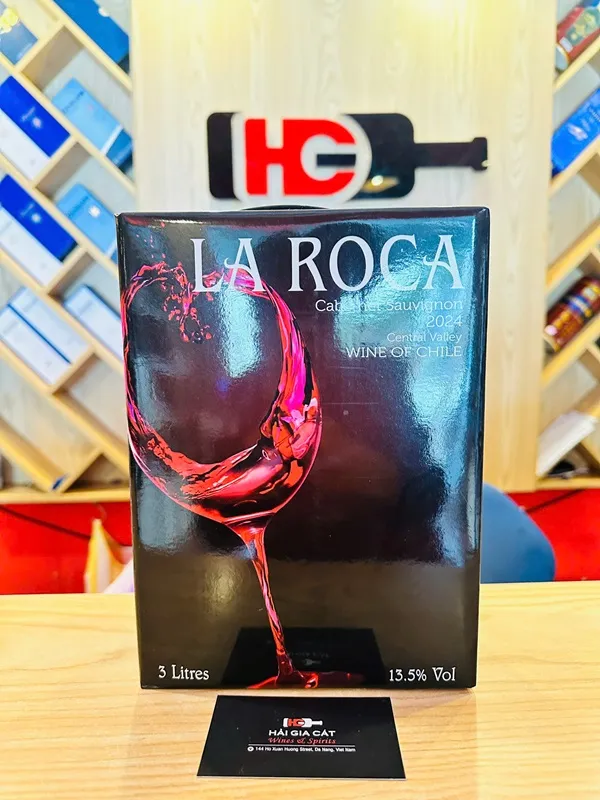 HG
LA ROCA
Cabernet Sauvignon
2024
Central Valley
WINE OF CHILE
3 Litres
13.5% Vol
HG
HẢI GIA CÁT
Wines & Spirits
144 Ho Xuan Huong Street, Da Nang, Viet Nam